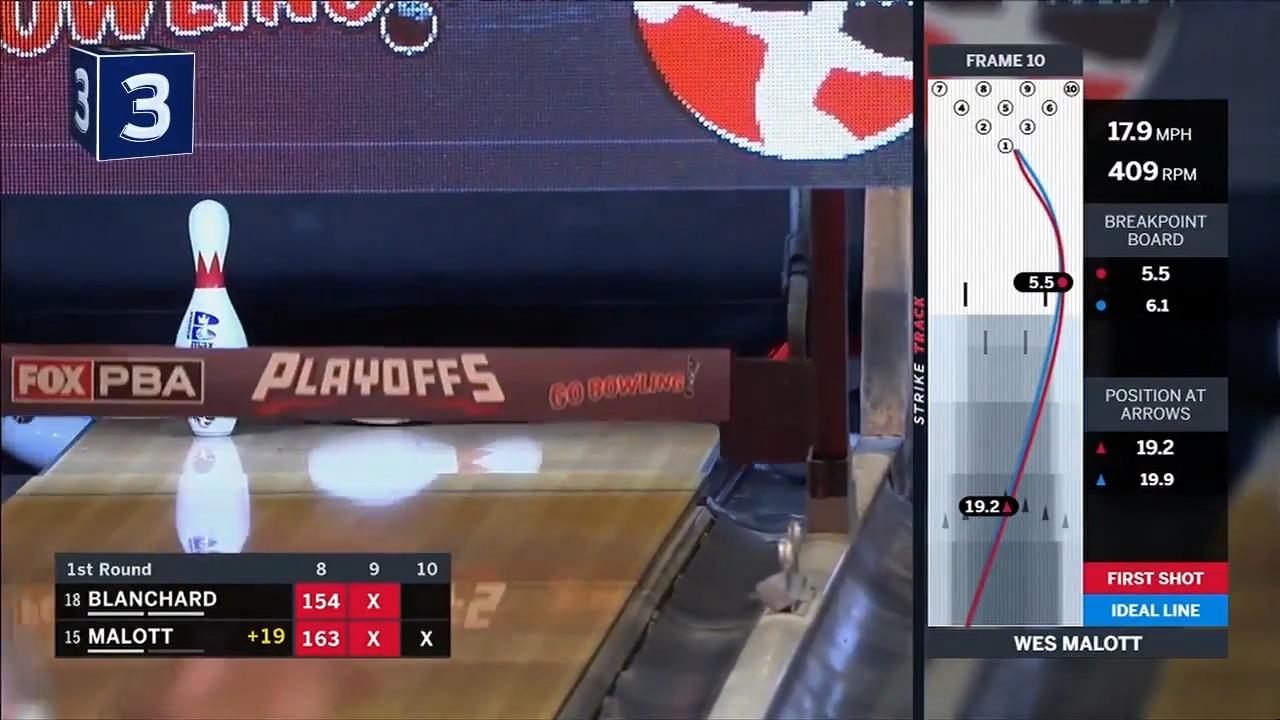 OWLING!
3 3
FOX PBA PLAYOFFS GO BOWLING!
1st Round 8 9 10
18 BLANCHARD 154 X
15 MALOTT +19 163 X X
STRIKE TRACK
FRAME 10
7 8 9 10
4 5 6
2 3
1
5.5
19.2
17.9 MPH
409 RPM
BREAKPOINT
BOARD
5.5
6.1
POSITION AT
ARROWS
19.2
19.9
FIRST SHOT
IDEAL LINE
WES MALOTT